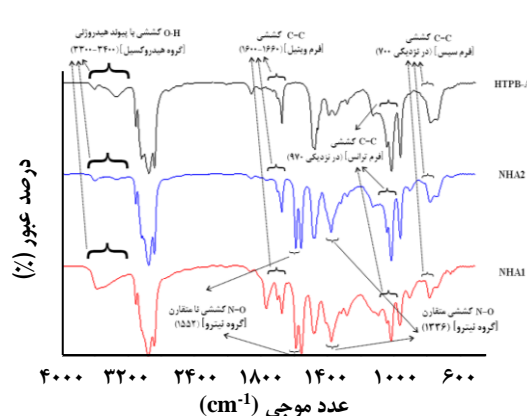 O-H کششی یا پیوند هیدروژنی
گروه هیدروکسیل] (۳۳۰۰-۳۴۰۰)]
C-C کششی
[فرم وینیل] (۱۶۰۰-۱۶۶۰)
C-C کششی
[فرم سیس] (در نزدیکی ۷۰۰)
HTPB-A
C-C کششی
[فرم ترانس] (در نزدیکی ۹۷۰)
NHA2
NHA1
N-O کششی نا متقارن
[گروه نیترو] (۱۵۵۲)
N-O کششی متقارن
[گروه نیترو] (۱۳۳۶)
درصد عبور (٪)
۴۰۰۰ ۳۲۰۰ ۲۴۰۰ ۱۸۰۰ ۱۴۰۰ ۱۰۰۰ ۶۰۰
عدد موجی (cm-1)